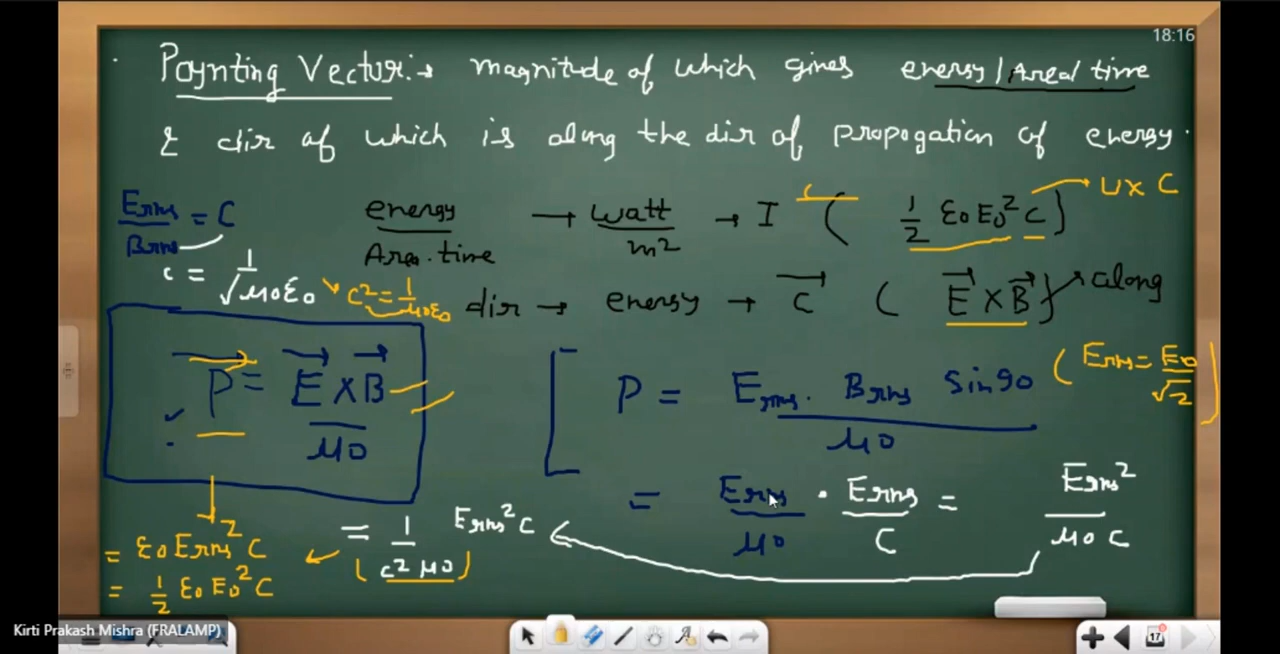 18:16
Poynting Vector:→ magnitude of which gives energy/Area/time
& dir of which is along the dir of propogation of energy.
Erms/Brms = C
energy/Area.time → watt/m² → I ( ½ ε0 E0² C ) → U × C
C = 1/√μ0ε0 → C² = 1/μ0ε0
dir → energy → C⃗ ( E⃗ × B⃗ } → along
P⃗ = E⃗ × B⃗ / μ0
P = Erms. Brms sin90 / μ0 ( Erms = E0/√2 )
= Erms/μ0 . Erms/C = Erms²/μ0 C
= 1/(C² μ0) Erms² C
= ε0 Erms² C
= ½ ε0 E0² C
Kirti Prakash Mishra (FRALAMP)
17